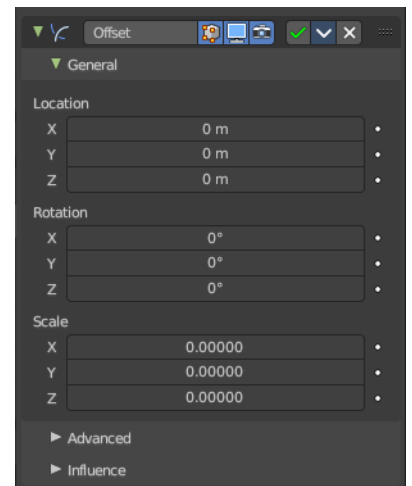 Offset
General
Location
X 0 m
Y 0 m
Z 0 m
Rotation
X 0°
Y 0°
Z 0°
Scale
X 0.00000
Y 0.00000
Z 0.00000
Advanced
Influence